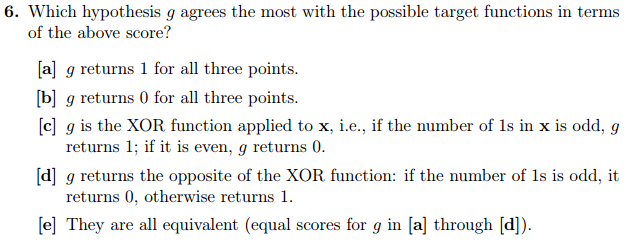 6. Which hypothesis g agrees the most with the possible target functions in terms
of the above score?
[a] g returns 1 for all three points.
[b] g returns 0 for all three points.
[c] g is the XOR function applied to x, i.e., if the number of 1s in x is odd, g
returns 1; if it is even, g returns 0.
[d] g returns the opposite of the XOR function: if the number of 1s is odd, it
returns 0, otherwise returns 1.
[e] They are all equivalent (equal scores for g in [a] through [d]).